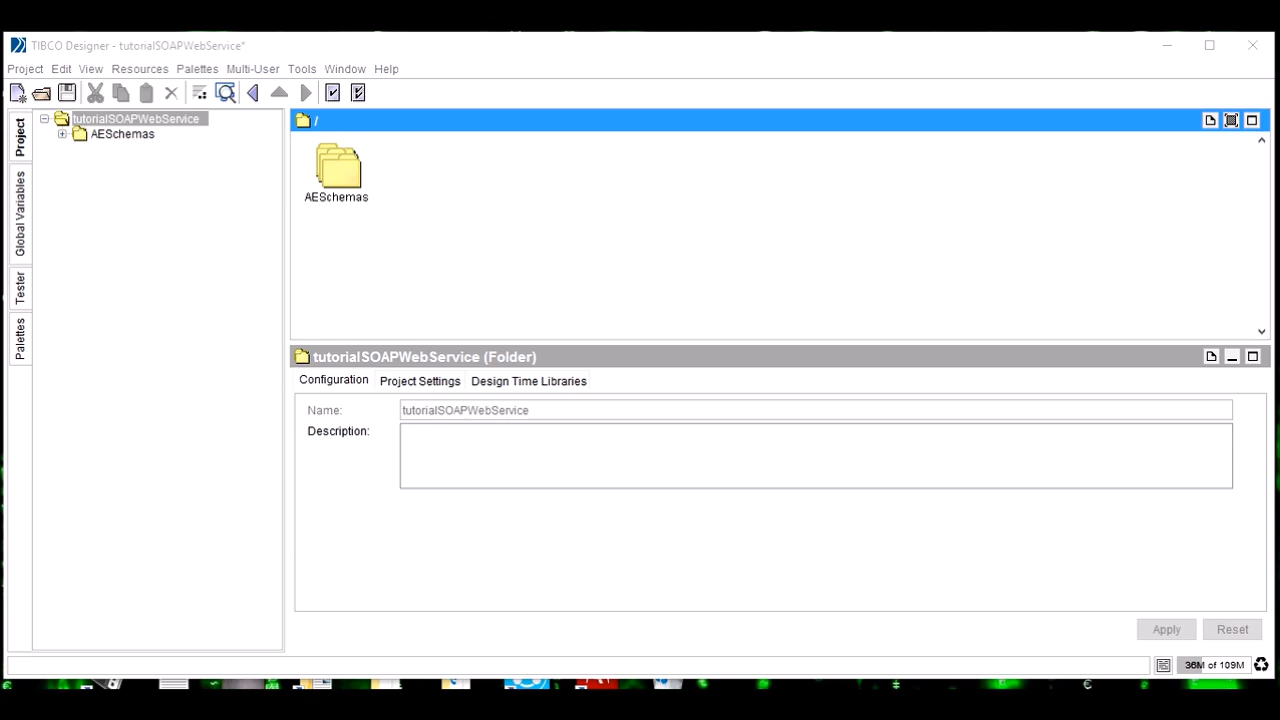 TIBCO Designer - tutorialSOAPWebService*
Project Edit View Resources Palettes Multi-User Tools Window Help
Project
Global Variables
Tester
Palettes
tutorialSOAPWebService
AESchemas
/
AESchemas
tutorialSOAPWebService (Folder)
Configuration Project Settings Design Time Libraries
Name: tutorialSOAPWebService
Description:
Apply Reset
36M of 109M